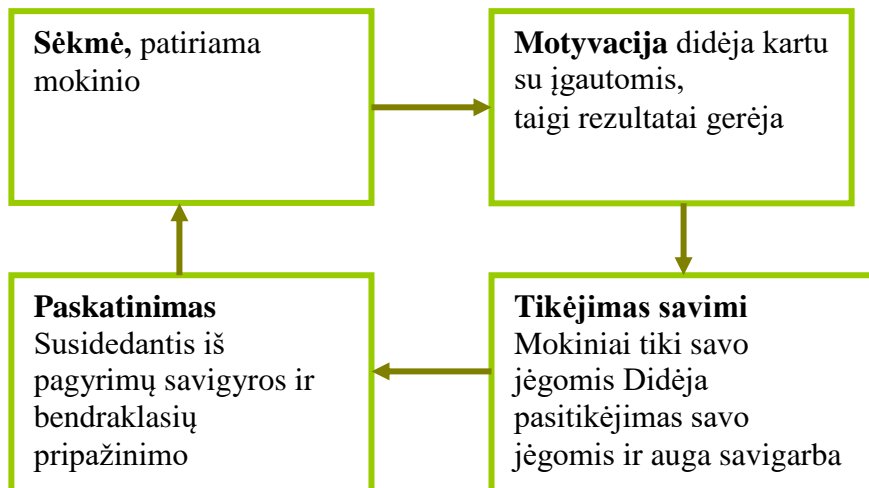 Sėkmė, patiriama
mokinio
Motyvacija didėja kartu
su įgautomis,
taigi rezultatai gerėja
Paskatinimas
Susidedantis iš
pagyrimų savigyros ir
bendraklasių
pripažinimo
Tikėjimas savimi
Mokiniai tiki savo
jėgomis Didėja
pasitikėjimas savo
jėgomis ir auga savigarba